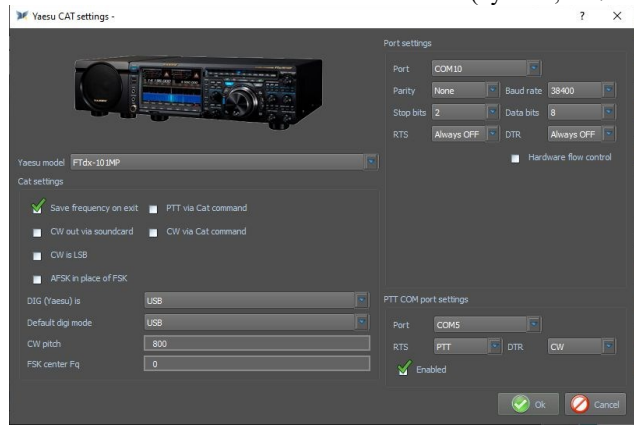 Yaesu CAT settings -
? X
Port settings
Port COM10
Parity None Baud rate 38400
Stop bits 2 Data bits 8
RTS Always OFF DTR Always OFF
Hardware flow control
Yaesu model FTdx-101MP
Cat settings
Save frequency on exit PTT via Cat command
CW out via soundcard CW via Cat command
CW is LSB
AFSK in place of FSK
DIG (Yaesu) is USB
Default digi mode USB
CW pitch 800
FSK center Fq 0
PTT COM port settings
Port COM5
RTS PTT DTR CW
Enabled
Ok Cancel